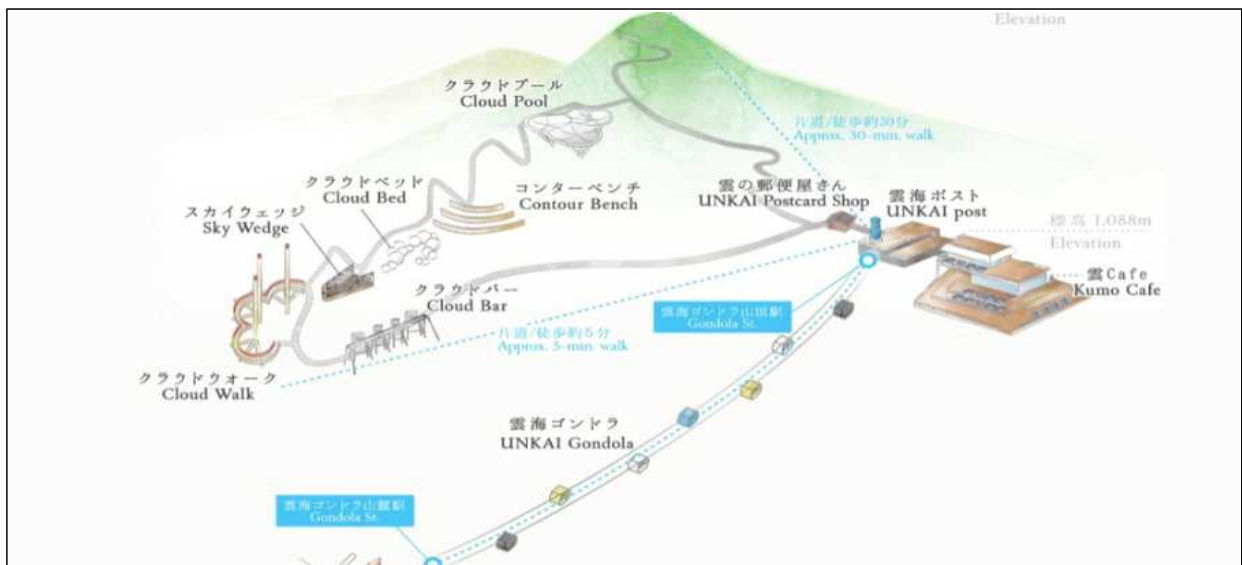 Elevation
クラウドプール
Cloud Pool
片道/徒歩約30分
Approx. 30-min. walk
クラウドベッド
Cloud Bed
コンターベンチ
Contour Bench
雲の郵便屋さん
UNKAI Postcard Shop
雲海ポスト
UNKAI post
スカイウェッジ
Sky Wedge
標高 1,088m
Elevation
雲Cafe
Kumo Cafe
クラウドバー
Cloud Bar
雲海ゴンドラ山頂駅
Gondola St.
片道/徒歩約5分
Approx. 5-min. walk
クラウドウォーク
Cloud Walk
雲海ゴンドラ
UNKAI Gondola
雲海ゴンドラ山麓駅
Gondola St.